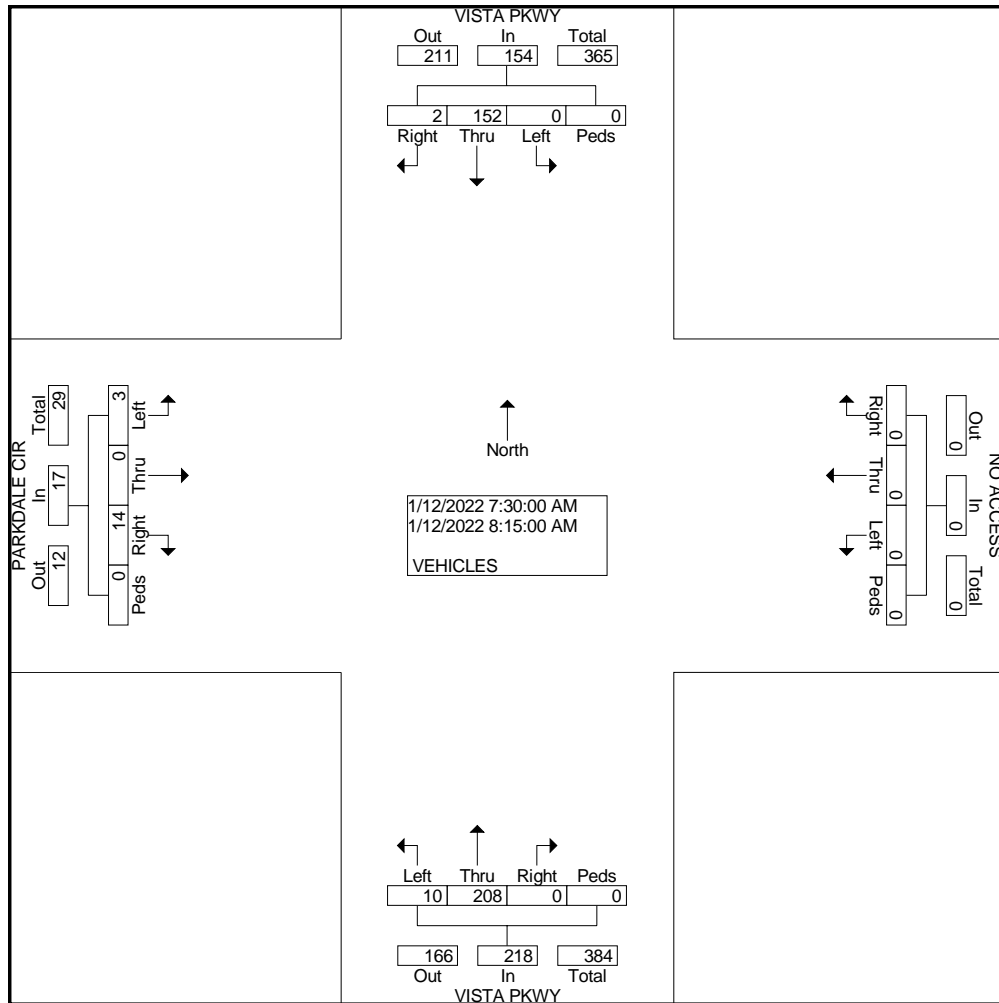 VISTA PKWY
Out In Total
211 154 365
2 152 0 0
Right Thru Left Peds
PARKDALE CIR
Total In Out
29 17 12
3 0 14 0
Left Thru Right Peds
North
1/12/2022 7:30:00 AM
1/12/2022 8:15:00 AM
VEHICLES
Right Thru Left Peds
0 0 0 0
Out In Total
0 0 0
NO ACCESS
Left Thru Right Peds
10 208 0 0
166 218 384
Out In Total
VISTA PKWY